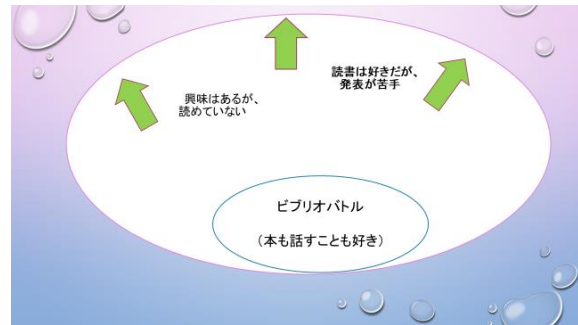 興味はあるが、
読めていない
読書は好きだが、
発表が苦手
ビブリオバトル
（本も話すことも好き）